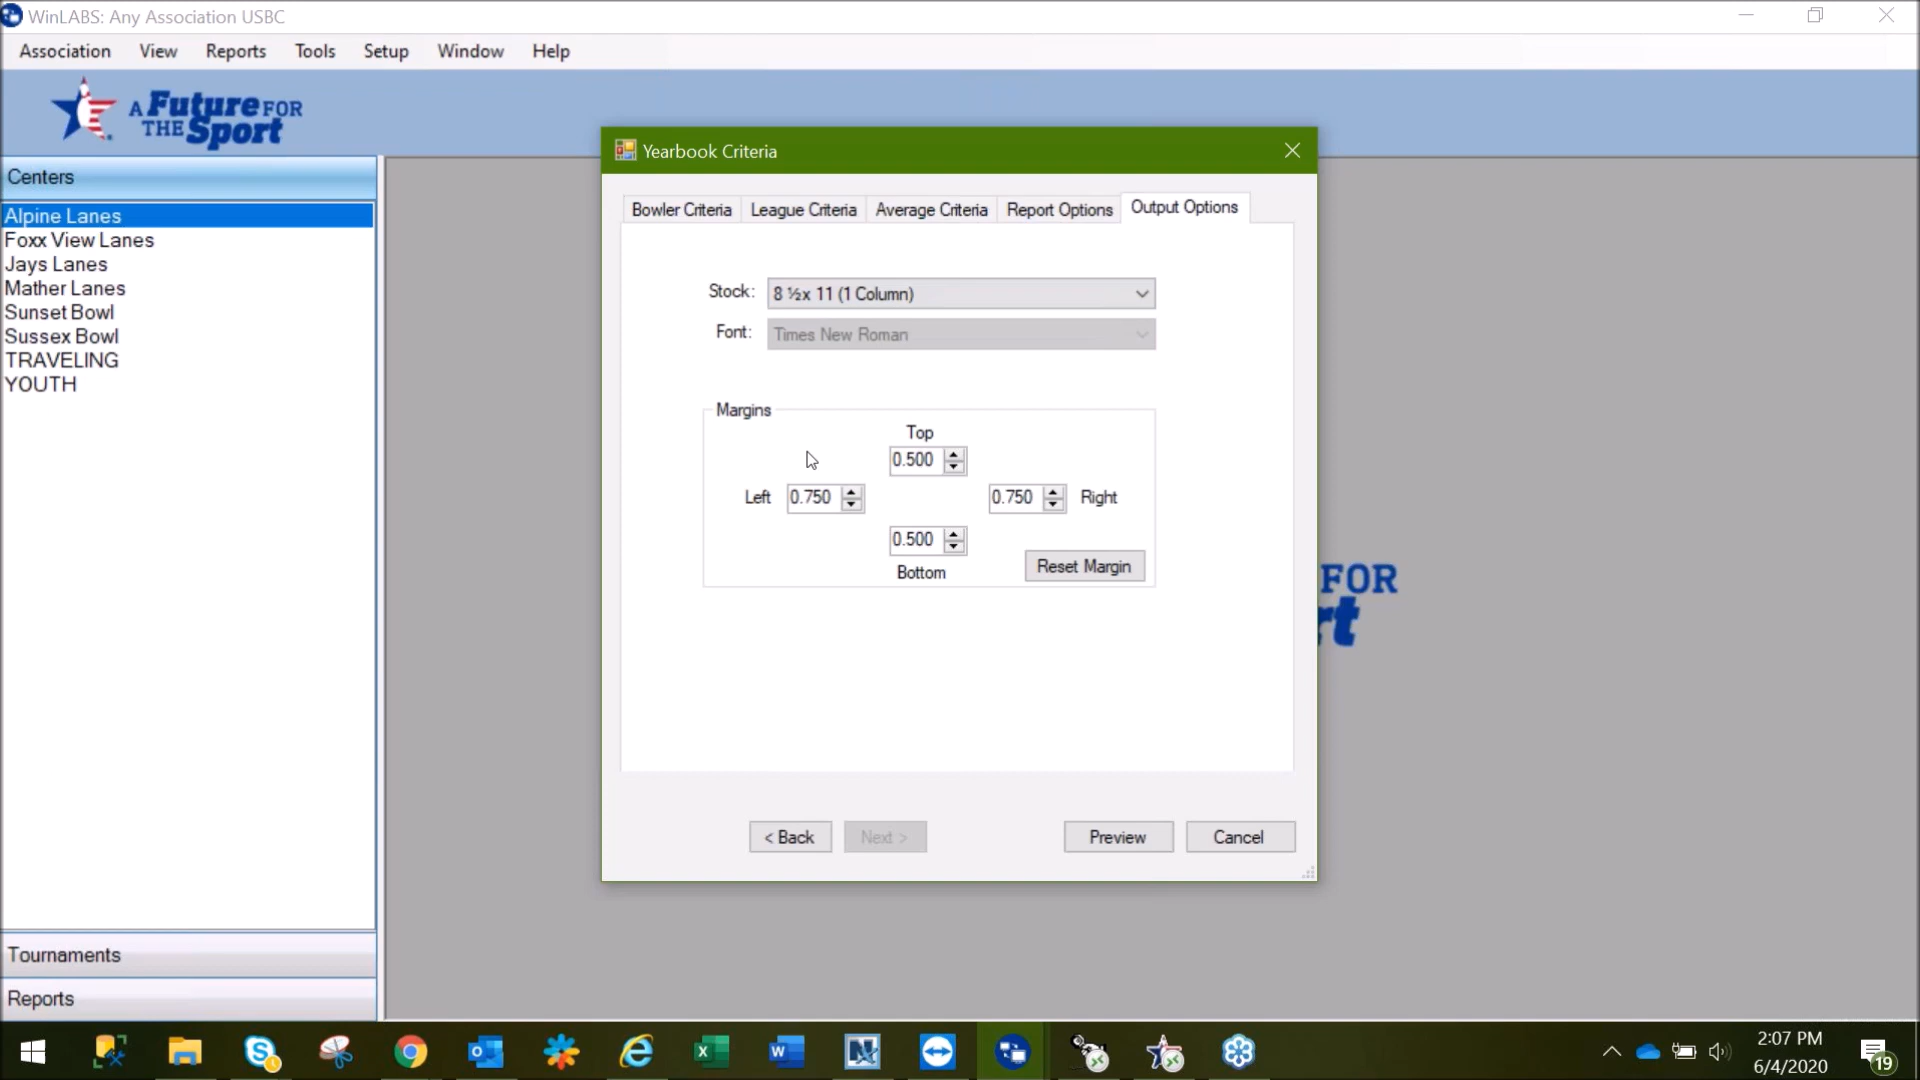 WinLABS: Any Association USBC
Association View Reports Tools Setup Window Help
A Future FOR
THE Sport
Centers
Alpine Lanes
Foxx View Lanes
Jays Lanes
Mather Lanes
Sunset Bowl
Sussex Bowl
TRAVELING
YOUTH
Tournaments
Reports
Yearbook Criteria
Bowler Criteria League Criteria Average Criteria Report Options Output Options
Stock: 8 ½x 11 (1 Column)
Font: Times New Roman
Margins
Top
0.500
Left 0.750 0.750 Right
0.500
Bottom
Reset Margin
< Back Next > Preview Cancel
FOR
rt
2:07 PM
6/4/2020
19